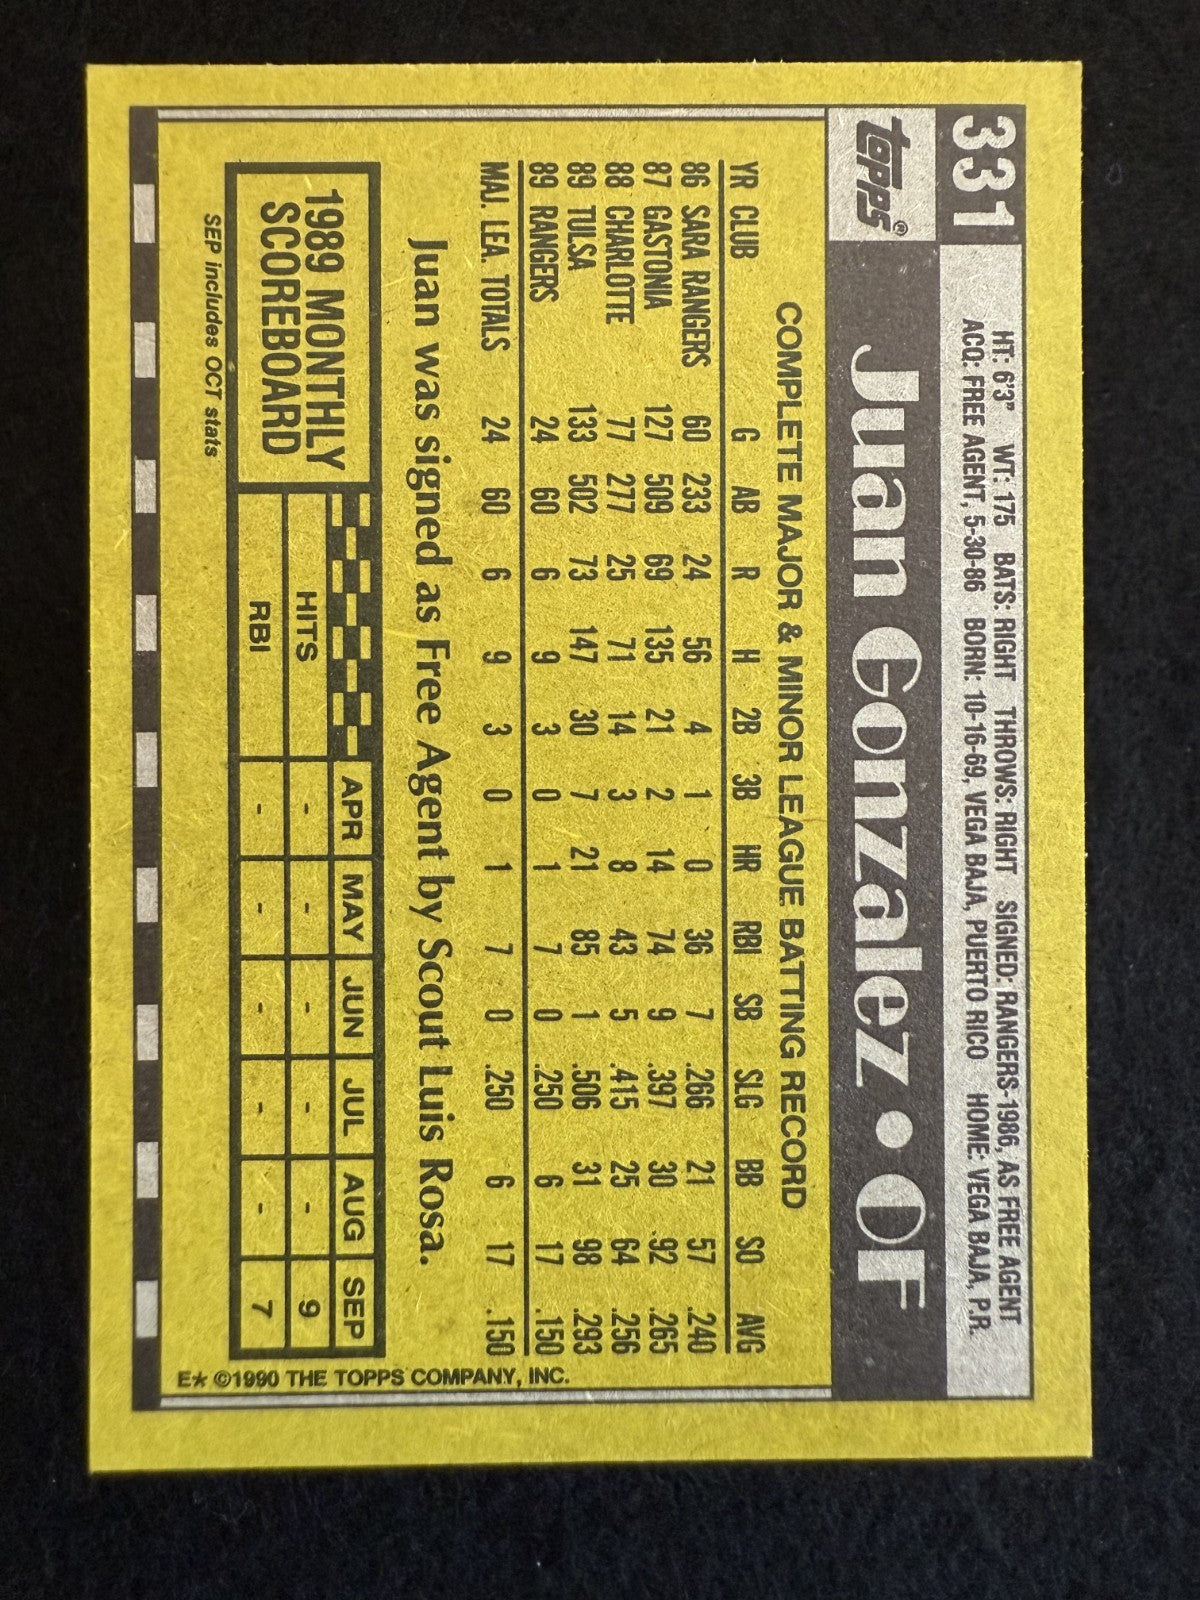 331
HT: 6'3" WT: 175 BATS: RIGHT THROWS: RIGHT SIGNED: RANGERS-1986, AS FREE AGENT
ACQ: FREE AGENT, 5-30-86 BORN: 10-16-69, VEGA BAJA, PUERTO RICO HOME: VEGA BAJA, P.R.
topps® Juan Gonzalez • OF
COMPLETE MAJOR & MINOR LEAGUE BATTING RECORD
YR CLUB G AB R H 2B 3B HR RBI SB SLG BB SO AVG
86 SARA RANGERS 60 233 24 56 4 1 0 36 7 .266 21 57 .240
87 GASTONIA 127 509 69 135 21 2 14 74 9 .397 30 92 .265
88 CHARLOTTE 77 277 25 71 14 3 8 43 5 .415 25 64 .256
89 TULSA 133 502 73 147 30 7 21 85 1 .506 31 98 .293
89 RANGERS 24 60 6 9 3 0 1 7 0 .250 6 17 .150
MAJ. LEA. TOTALS 24 60 6 9 3 0 1 7 0 .250 6 17 .150
Juan was signed as Free Agent by Scout Luis Rosa.
1989 MONTHLY
SCOREBOARD
SEP includes OCT stats
APR MAY JUN JUL AUG SEP
HITS - - - - - 9
RBI - - - - - 7
E★ ©1990 THE TOPPS COMPANY, INC.